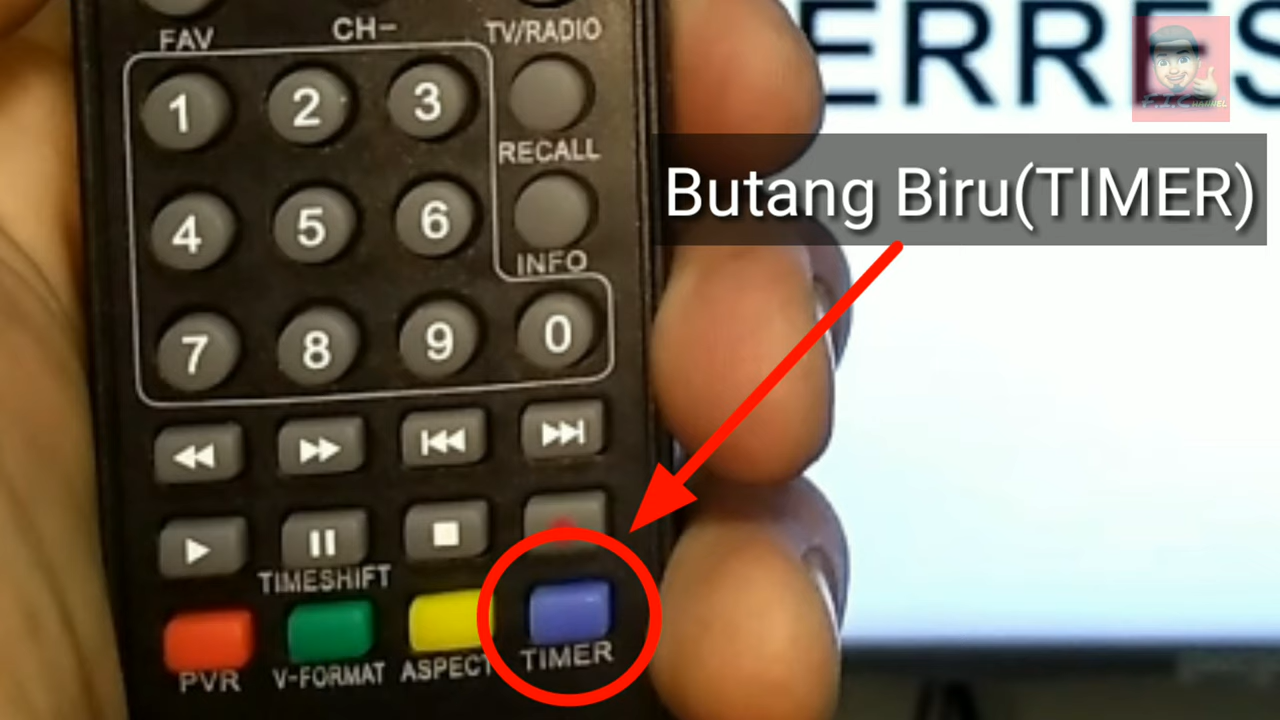 FAV CH- TV/RADIO
ERRES
F.I.CHANNEL
1 2 3
RECALL
Butang Biru(TIMER)
4 5 6
INFO
7 8 9 0
TIMESHIFT
PVR V-FORMAT ASPECT TIMER